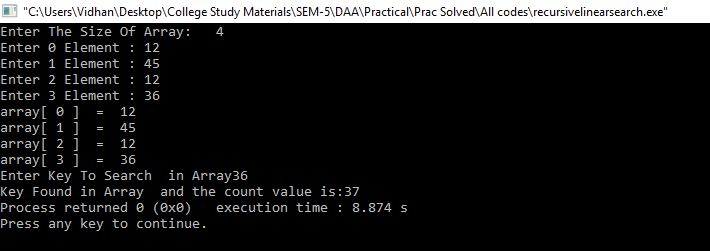 "C:\Users\Vidhan\Desktop\College Study Materials\SEM-5\DAA\Practical\Prac Solved\All codes\recursivelinearsearch.exe"
Enter The Size Of Array:   4
Enter 0 Element : 12
Enter 1 Element : 45
Enter 2 Element : 12
Enter 3 Element : 36
array[ 0 ]  =  12
array[ 1 ]  =  45
array[ 2 ]  =  12
array[ 3 ]  =  36
Enter Key To Search  in Array36
Key Found in Array  and the count value is:37
Process returned 0 (0x0)   execution time : 8.874 s
Press any key to continue.